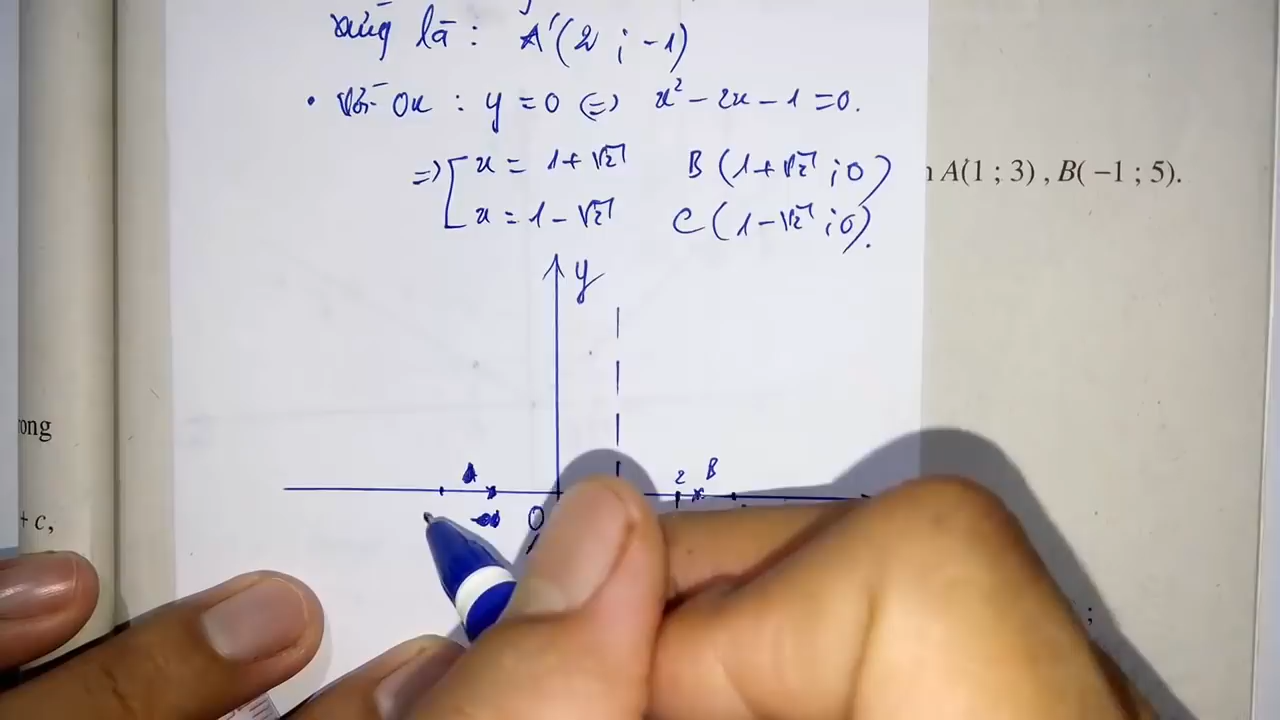 xứng là : A'(2 ; -1)
• Với Ox : y = 0 (=) x² - 2x - 1 = 0.
=> [ x = 1 + √2 B (1 + √2 ; 0)
x = 1 - √2 C (1 - √2 ; 0).
A(1 ; 3) , B( −1 ; 5).
y
ong
2 B
+ c,
O
;